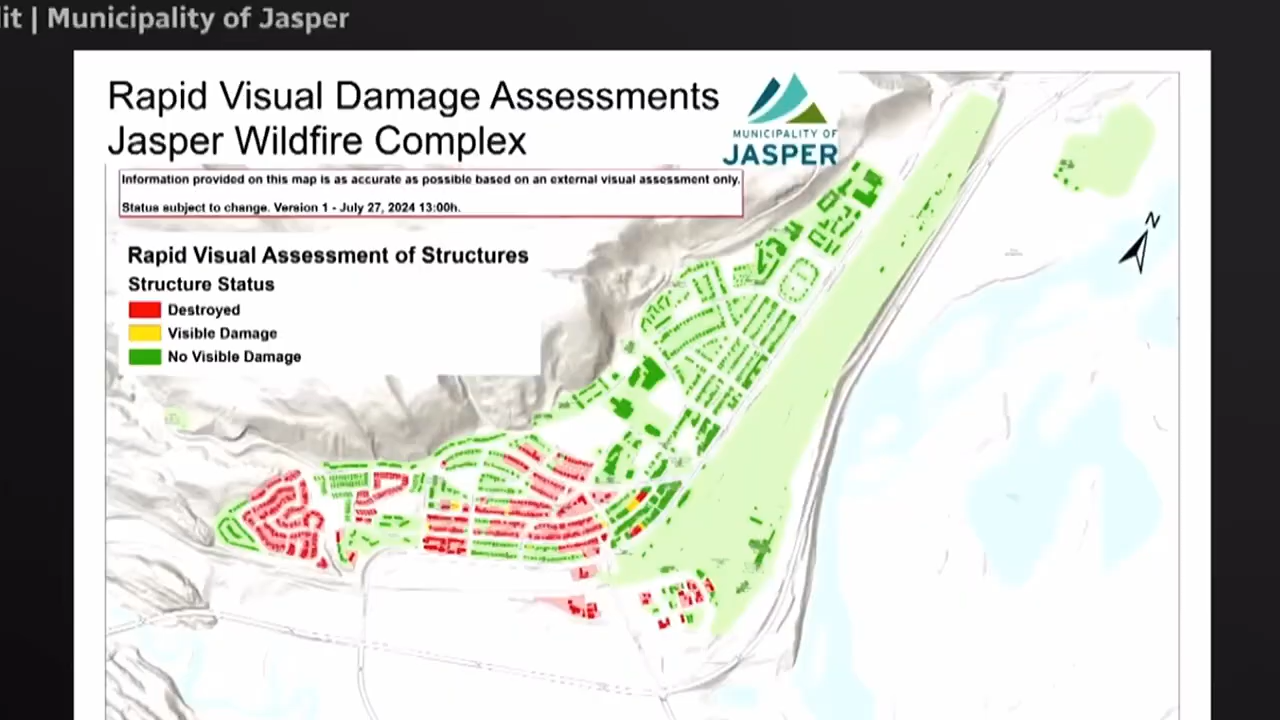 it | Municipality of Jasper
Rapid Visual Damage Assessments
Jasper Wildfire Complex
MUNICIPALITY OF
JASPER
Information provided on this map is as accurate as possible based on an external visual assessment only.
Status subject to change. Version 1 - July 27, 2024 13:00h.
N
Rapid Visual Assessment of Structures
Structure Status
Destroyed
Visible Damage
No Visible Damage